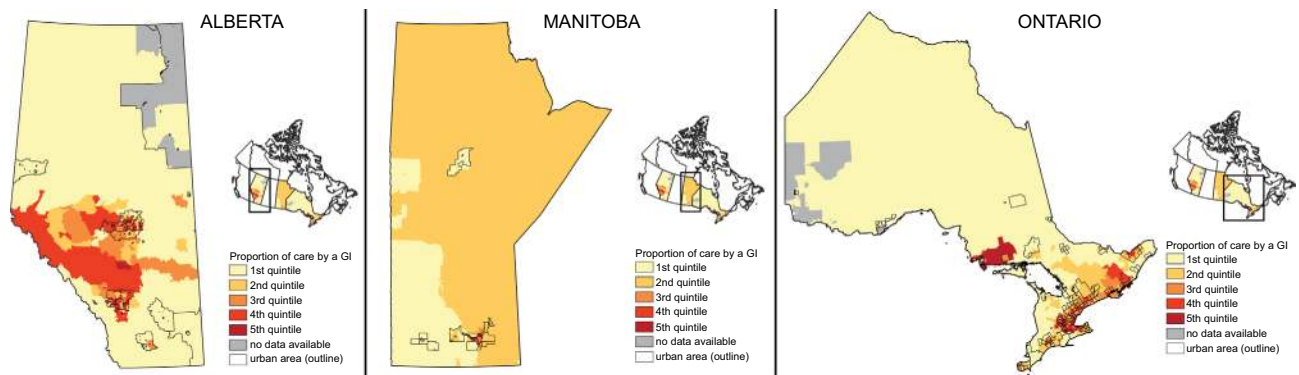 ALBERTA
Proportion of care by a GI
1st quintile
2nd quintile
3rd quintile
4th quintile
5th quintile
no data available
urban area (outline)
MANITOBA
Proportion of care by a GI
1st quintile
2nd quintile
3rd quintile
4th quintile
5th quintile
no data available
urban area (outline)
ONTARIO
Proportion of care by a GI
1st quintile
2nd quintile
3rd quintile
4th quintile
5th quintile
no data available
urban area (outline)